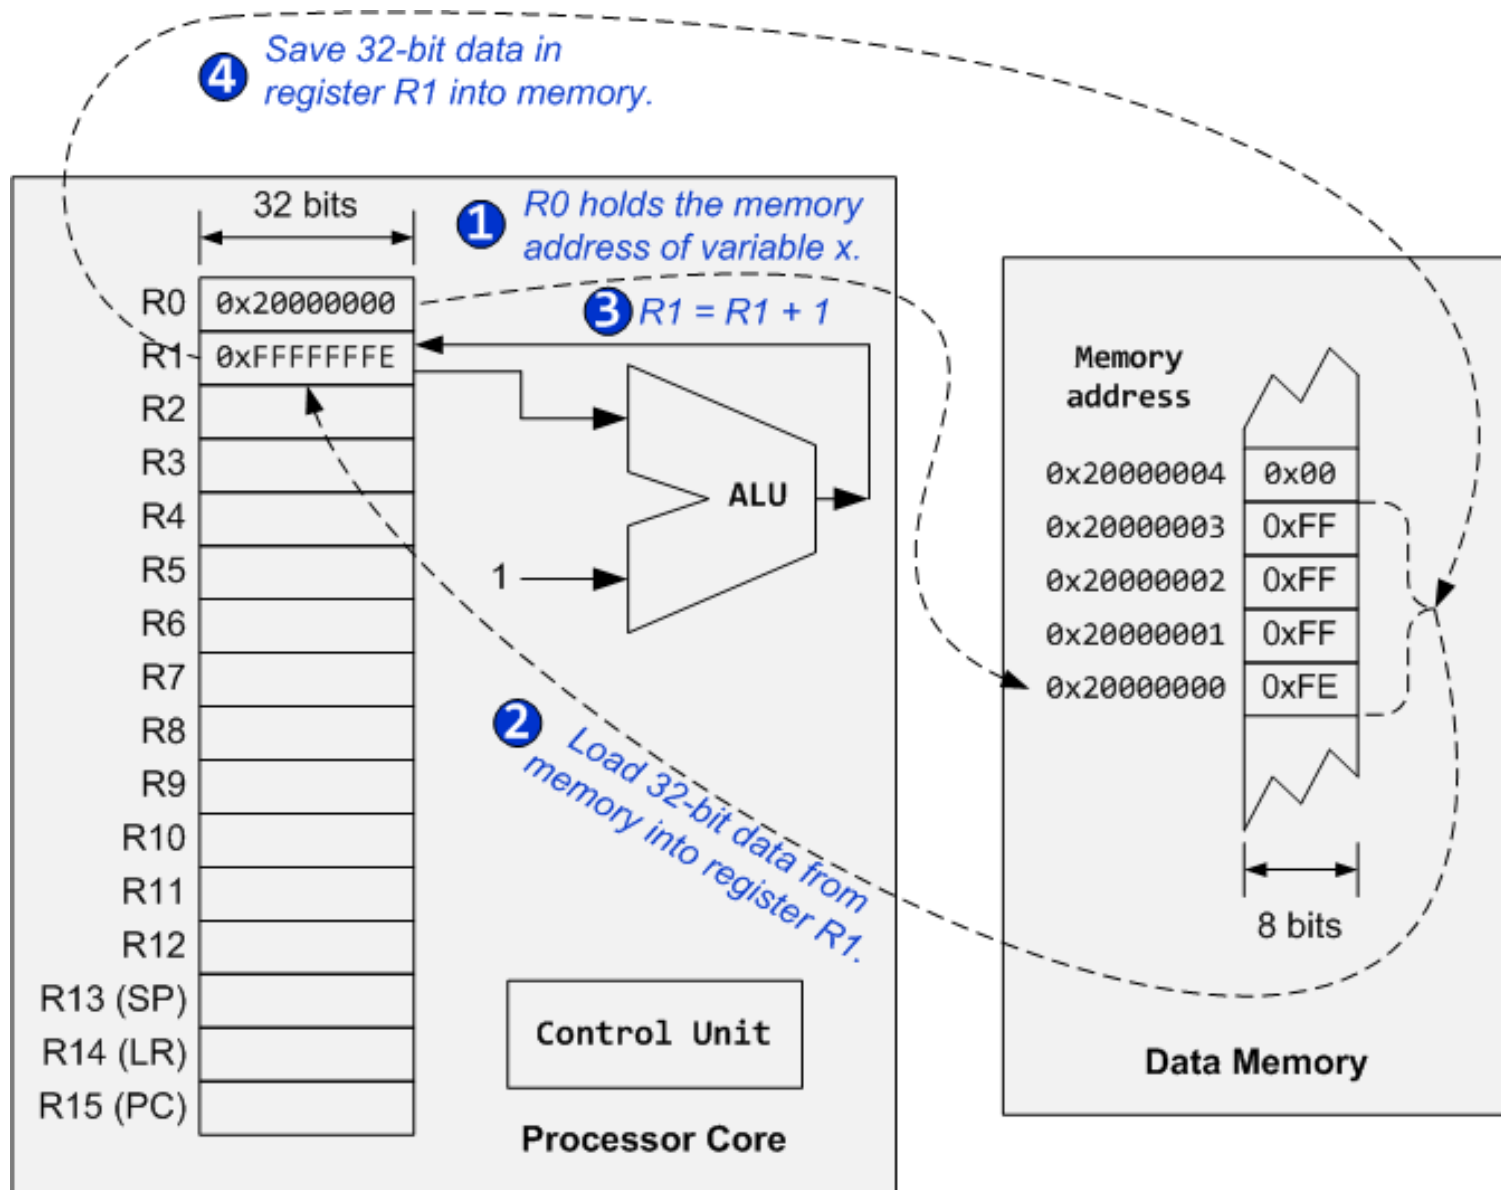 4
Save 32-bit data in
register R1 into memory.
32 bits
1
R0 holds the memory
address of variable x.
R0 0x20000000
3
R1 = R1 + 1
R1 0xFFFFFFFE
R2
R3
R4
R5
R6
R7
R8
R9
R10
R11
R12
R13 (SP)
R14 (LR)
R15 (PC)
ALU
1
2
Load 32-bit data from
memory into register R1.
Control Unit
Processor Core
Memory
address
0x20000004 0x00
0x20000003 0xFF
0x20000002 0xFF
0x20000001 0xFF
0x20000000 0xFE
8 bits
Data Memory